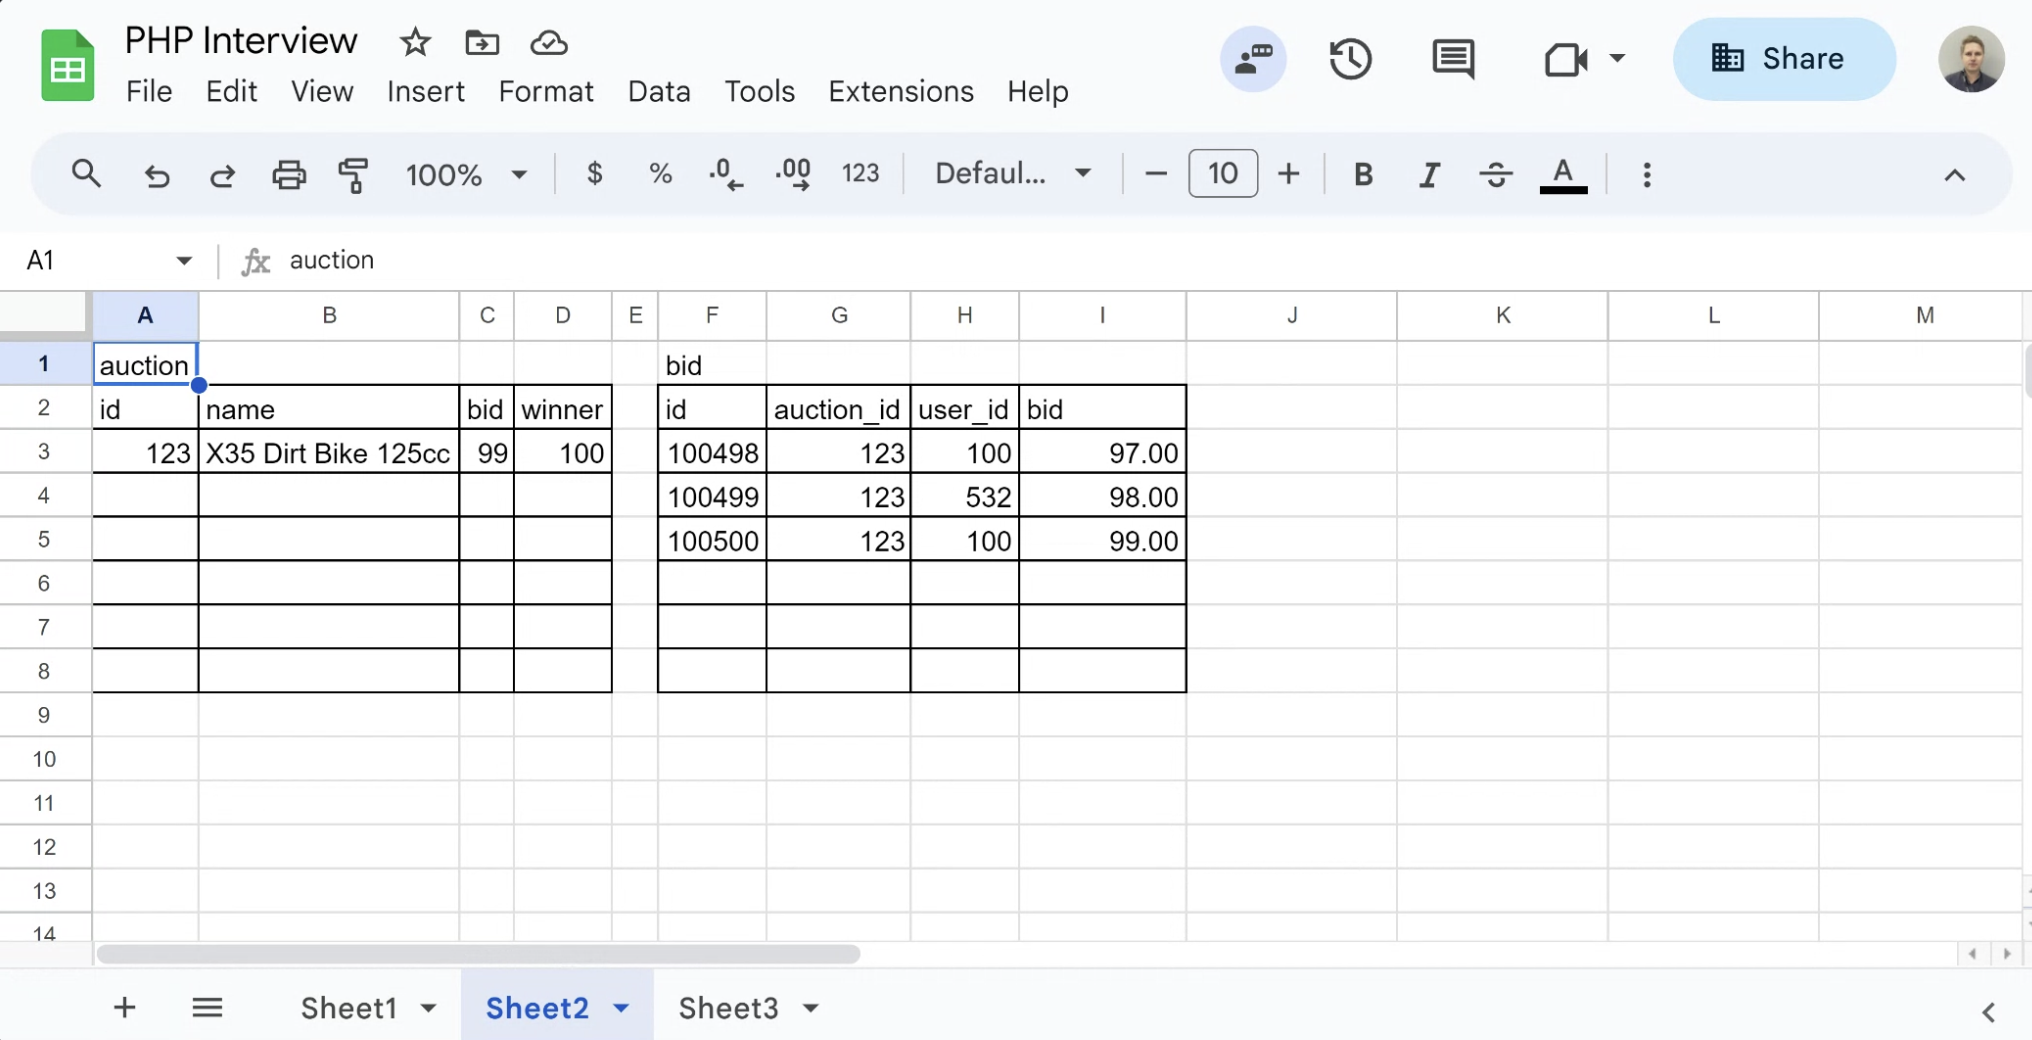 PHP Interview
File Edit View Insert Format Data Tools Extensions Help
Share
100% $ % .0 .00 123 Defaul... 10 B I S A
A1 fx auction
A B C D E F G H I J K L M
1 auction bid
2 id name bid winner id auction_id user_id bid
3 123 X35 Dirt Bike 125cc 99 100 100498 123 100 97.00
4 100499 123 532 98.00
5 100500 123 100 99.00
6
7
8
9
10
11
12
13
14
Sheet1 Sheet2 Sheet3